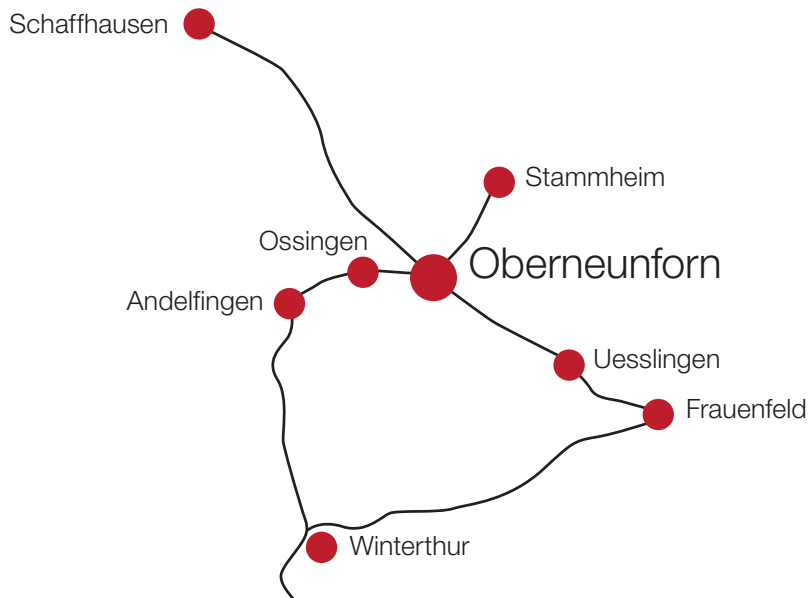 Schaffhausen
Stammheim
Ossingen
Oberneunforn
Andelfingen
Uesslingen
Frauenfeld
Winterthur